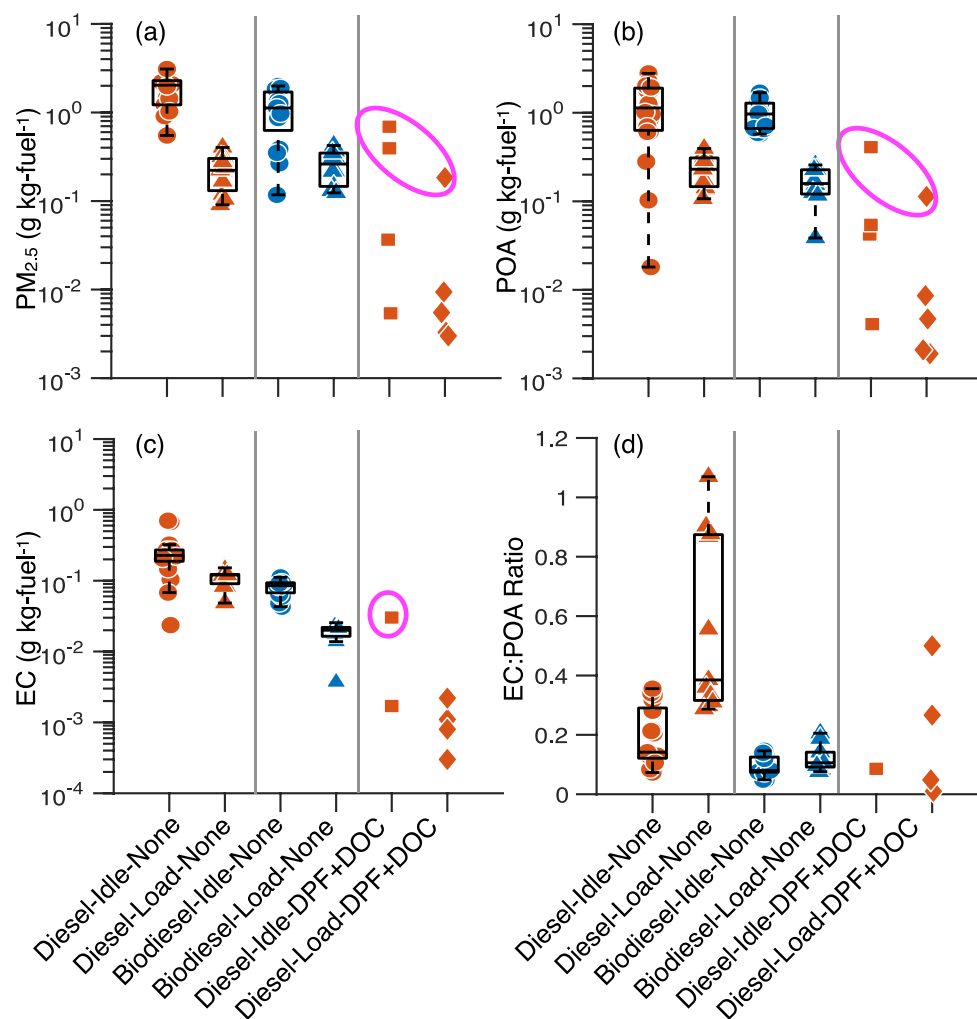 (a)
PM2.5 (g kg-fuel-1)
10^1
10^0
10^-1
10^-2
10^-3
(b)
POA (g kg-fuel-1)
10^1
10^0
10^-1
10^-2
10^-3
(c)
EC (g kg-fuel-1)
10^1
10^0
10^-1
10^-2
10^-3
10^-4
(d)
EC:POA Ratio
1.2
1
0.8
0.6
0.4
0.2
0
Diesel-Idle-None
Diesel-Load-None
Biodiesel-Idle-None
Biodiesel-Load-None
Diesel-Idle-DPF+DOC
Diesel-Load-DPF+DOC
Diesel-Idle-None
Diesel-Load-None
Biodiesel-Idle-None
Biodiesel-Load-None
Diesel-Idle-DPF+DOC
Diesel-Load-DPF+DOC